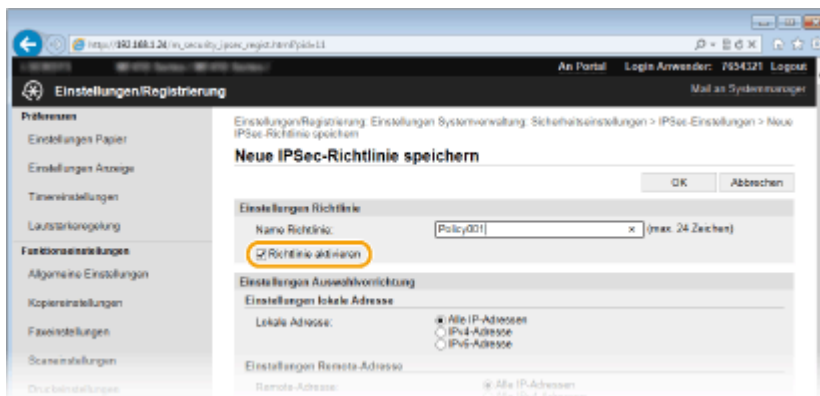 http://192.168.1.24/m_security_ipsec_regist.html?pid=11
An Portal Login Anwender: 7654321 Logout
Einstellungen/Registrierung
Mail an Systemmanager
Präferenzen
Einstellungen Papier
Einstellungen Anzeige
Timereinstellungen
Lautstärkeregelung
Funktionseinstellungen
Allgemeine Einstellungen
Kopiereinstellungen
Faxeinstellungen
Scaneinstellungen
Druckeinstellungen
Einstellungen/Registrierung: Einstellungen Systemverwaltung: Sicherheitseinstellungen > IPSec-Einstellungen > Neue
IPSec-Richtlinie speichern
Neue IPSec-Richtlinie speichern
OK Abbrechen
Einstellungen Richtlinie
Name Richtlinie: Policy001 × (max. 24 Zeichen)
Richtlinie aktivieren
Einstellungen Auswahlvorrichtung
Einstellungen lokale Adresse
Lokale Adresse: Alle IP-Adressen
IPv4-Adresse
IPv6-Adresse
Einstellungen Remote-Adresse
Remote-Adresse: Alle IP-Adressen